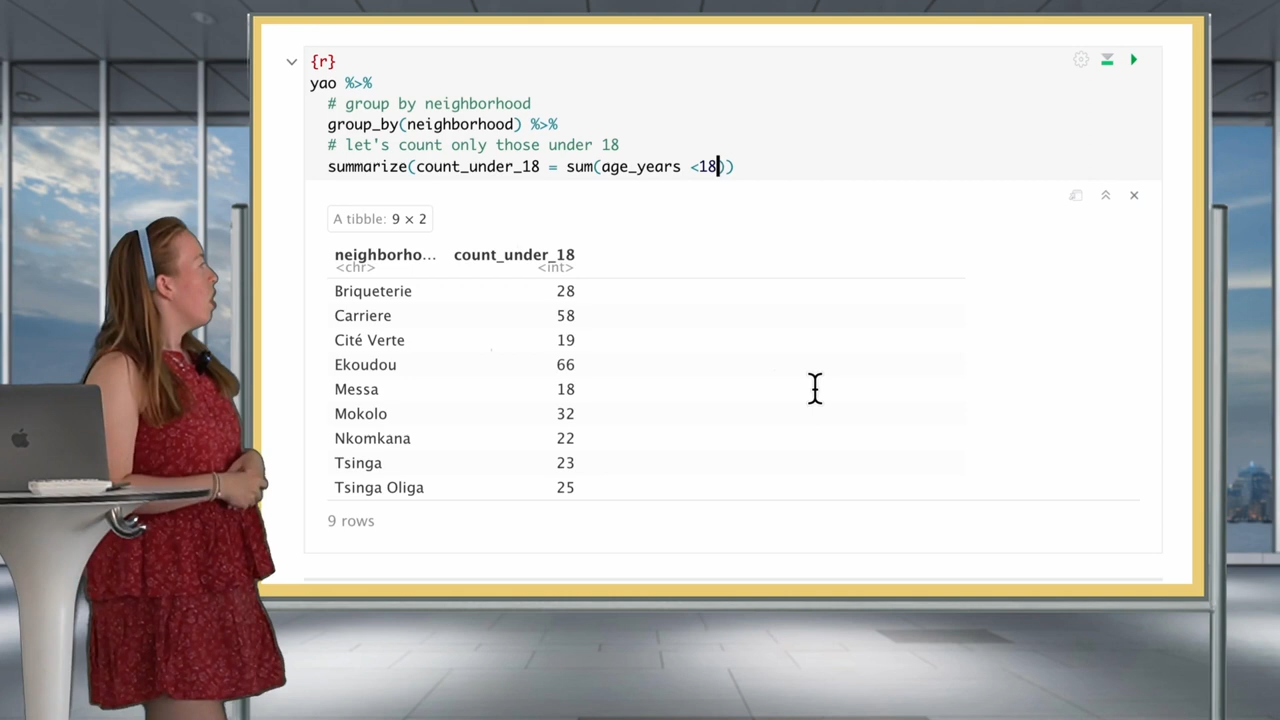 {r}
yao %>%
# group by neighborhood
group_by(neighborhood) %>%
# let's count only those under 18
summarize(count_under_18 = sum(age_years <18))
A tibble: 9 × 2
neighborho... count_under_18
<chr> <int>
Briqueterie 28
Carriere 58
Cité Verte 19
Ekoudou 66
Messa 18
Mokolo 32
Nkomkana 22
Tsinga 23
Tsinga Oliga 25
9 rows